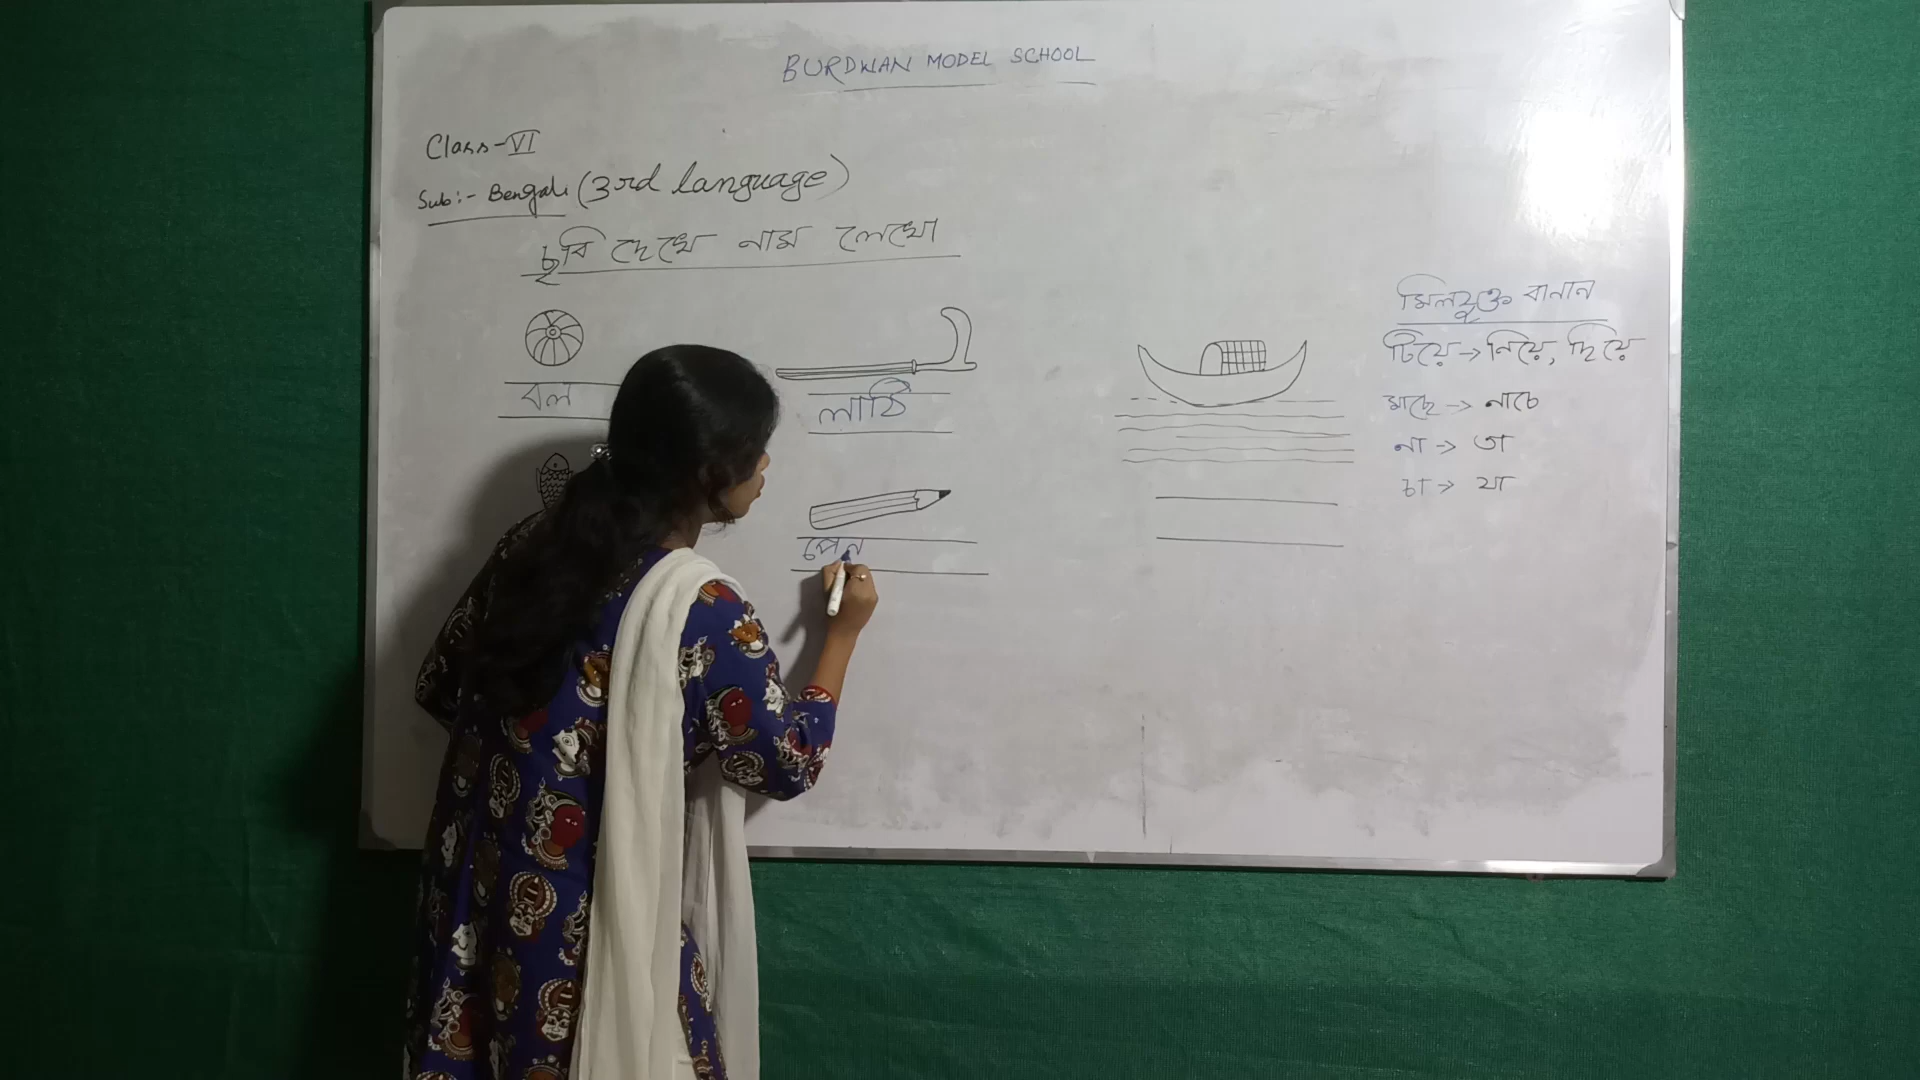 BURDWAN MODEL SCHOOL
Class-VI
Sub:- Bengali (3rd language)
ছবি দেখে নাম লেখো
বল
লাঠি
পেন
মিলযুক্ত বানান
টিয়ে → নিয়ে, দিয়ে
মাছে → নাচে
না → তা
চা → যা